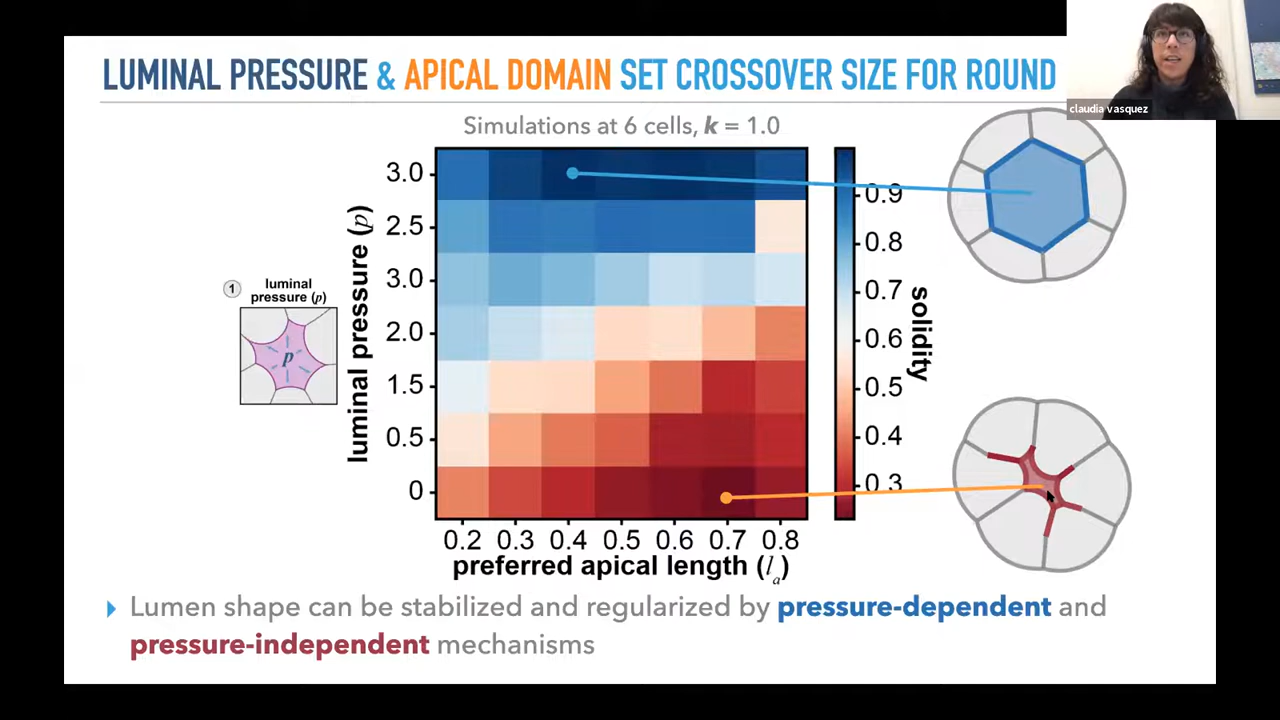 LUMINAL PRESSURE & APICAL DOMAIN SET CROSSOVER SIZE FOR ROUND
claudia vasquez
Simulations at 6 cells, k = 1.0
luminal pressure (p)
3.0
2.5
3.0
2.0
1.5
0.5
0
0.2 0.3 0.4 0.5 0.6 0.7 0.8
preferred apical length (lₐ)
0.9
0.8
0.7
0.6
0.5
0.4
0.3
solidity
1
luminal
pressure (p)
p
Lumen shape can be stabilized and regularized by pressure-dependent and
pressure-independent mechanisms